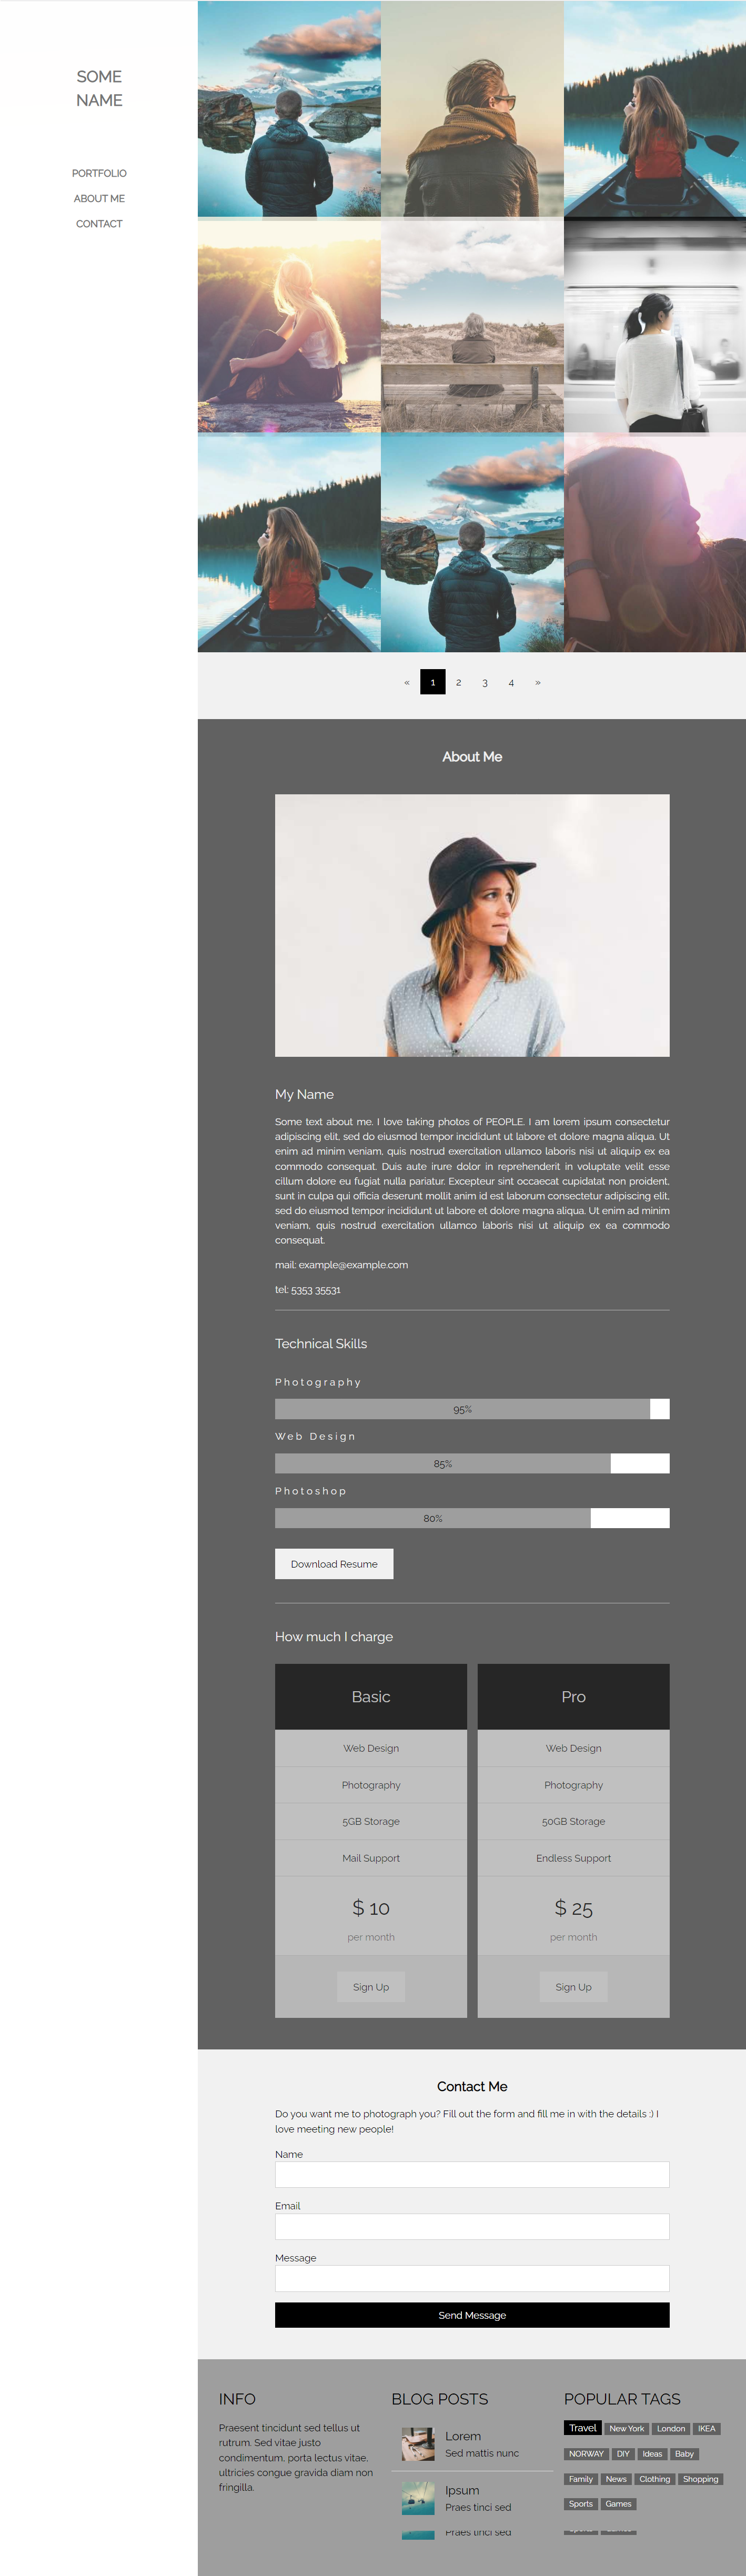 SOME
NAME
PORTFOLIO
ABOUT ME
CONTACT
« 1 2 3 4 »
About Me
My Name
Some text about me. I love taking photos of PEOPLE. I am lorem ipsum consectetur
adipiscing elit, sed do eiusmod tempor incididunt ut labore et dolore magna aliqua. Ut
enim ad minim veniam, quis nostrud exercitation ullamco laboris nisi ut aliquip ex ea
commodo consequat. Duis aute irure dolor in reprehenderit in voluptate velit esse
cillum dolore eu fugiat nulla pariatur. Excepteur sint occaecat cupidatat non proident,
sunt in culpa qui officia deserunt mollit anim id est laborum consectetur adipiscing elit,
sed do eiusmod tempor incididunt ut labore et dolore magna aliqua. Ut enim ad minim
veniam, quis nostrud exercitation ullamco laboris nisi ut aliquip ex ea commodo
consequat.
mail: example@example.com
tel: 5353 35531
Technical Skills
Photography
95%
Web Design
85%
Photoshop
80%
Download Resume
How much I charge
Basic
Web Design
Photography
5GB Storage
Mail Support
$ 10
per month
Sign Up
Pro
Web Design
Photography
50GB Storage
Endless Support
$ 25
per month
Sign Up
Contact Me
Do you want me to photograph you? Fill out the form and fill me in with the details :) I
love meeting new people!
Name
Email
Message
Send Message
INFO
Praesent tincidunt sed tellus ut
rutrum. Sed vitae justo
condimentum, porta lectus vitae,
ultricies congue gravida diam non
fringilla.
BLOG POSTS
Lorem
Sed mattis nunc
Ipsum
Praes tinci sed
Praes tinci sed
POPULAR TAGS
Travel New York London IKEA
NORWAY DIY Ideas Baby
Family News Clothing Shopping
Sports Games